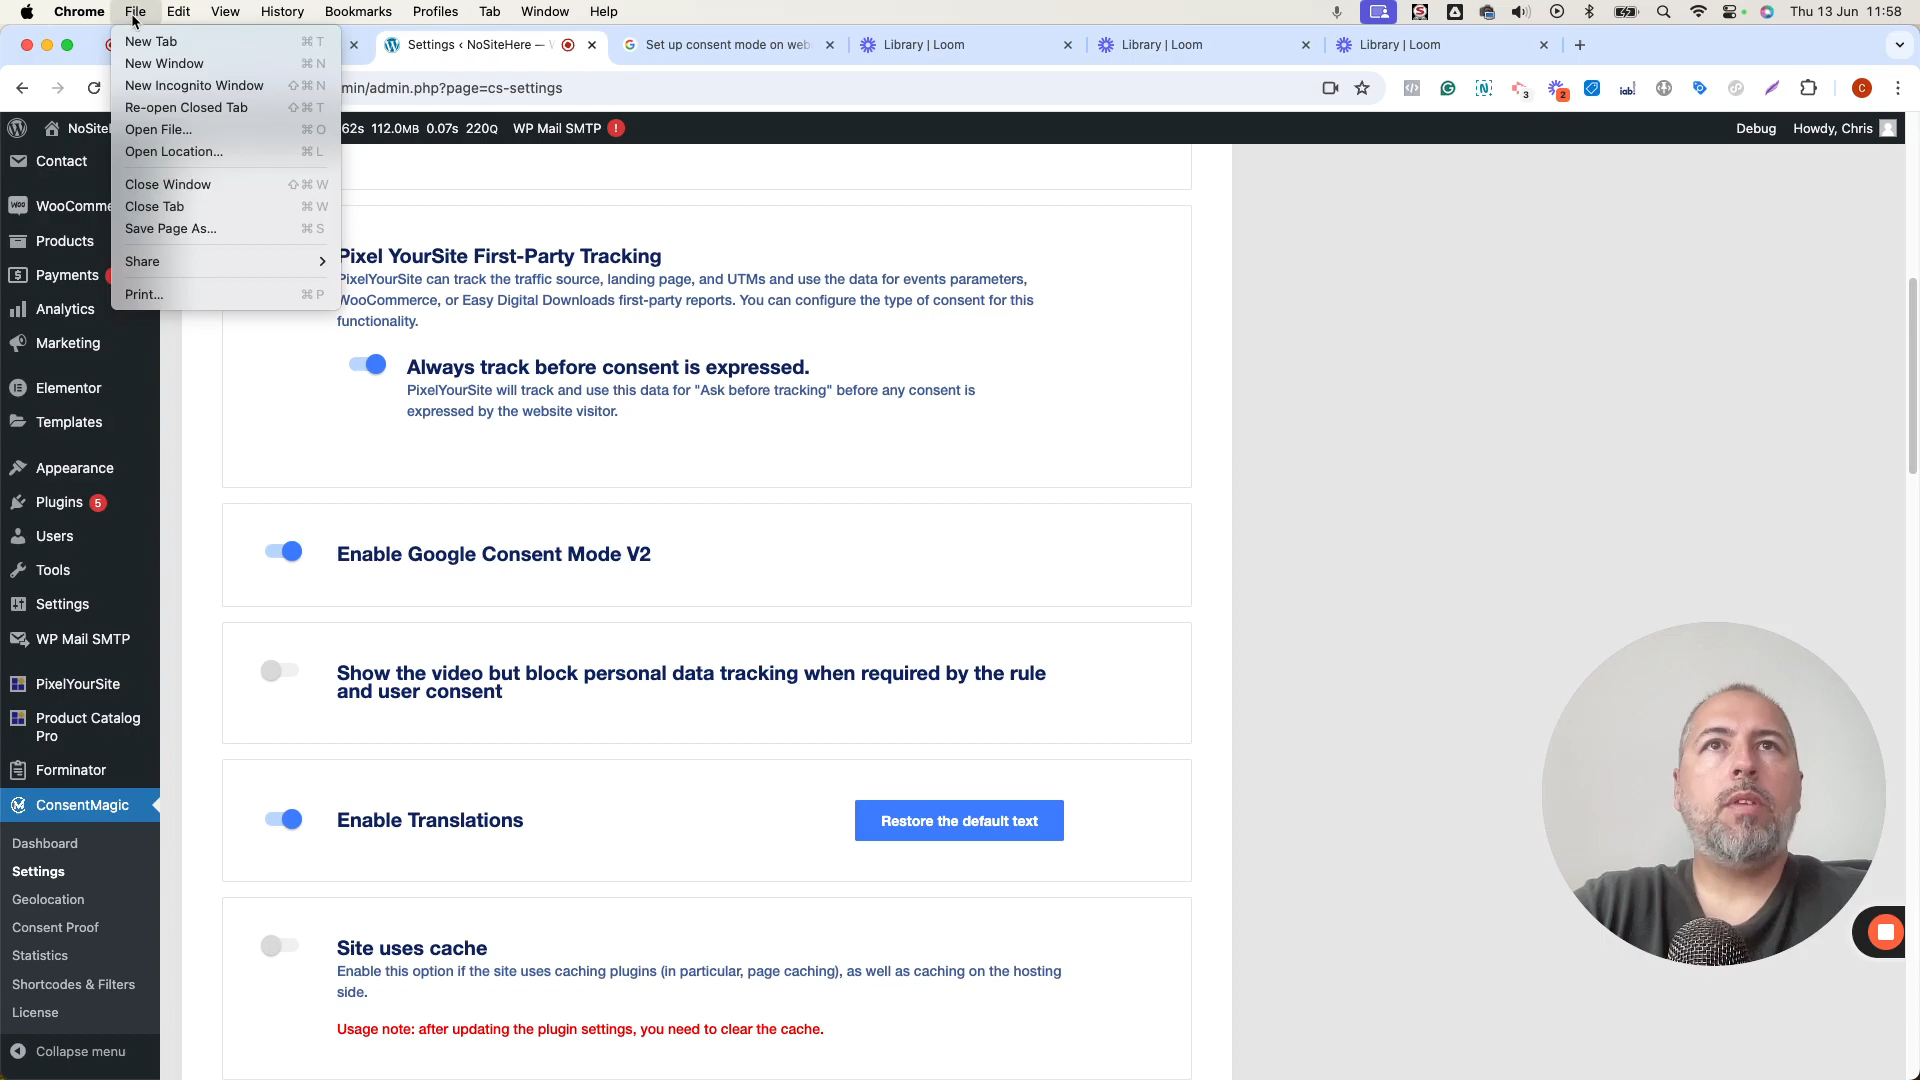 Chrome File Edit View History Bookmarks Profiles Tab Window Help Thu 13 Jun 11:58
Settings ‹ NoSiteHere — Set up consent mode on web Library | Loom Library | Loom Library | Loom
min/admin.php?page=cs-settings
New Tab ⌘ T
New Window ⌘ N
New Incognito Window ⇧⌘ N
Re-open Closed Tab ⇧⌘ T
Open File... ⌘ O
Open Location... ⌘ L
Close Window ⇧⌘ W
Close Tab ⌘ W
Save Page As... ⌘ S
Share
Print... ⌘ P
3
2
iab!
C
62s 112.0MB 0.07s 220Q WP Mail SMTP ! Debug Howdy, Chris
Contact
WooComme
Products
Payments
Analytics
Marketing
Elementor
Templates
Appearance
Plugins 5
Users
Tools
Settings
WP Mail SMTP
PixelYourSite
Product Catalog
Pro
Forminator
ConsentMagic
Dashboard
Settings
Geolocation
Consent Proof
Statistics
Shortcodes & Filters
License
Collapse menu
Pixel YourSite First-Party Tracking
PixelYourSite can track the traffic source, landing page, and UTMs and use the data for events parameters,
WooCommerce, or Easy Digital Downloads first-party reports. You can configure the type of consent for this
functionality.
Always track before consent is expressed.
PixelYourSite will track and use this data for "Ask before tracking" before any consent is
expressed by the website visitor.
Enable Google Consent Mode V2
Show the video but block personal data tracking when required by the rule
and user consent
Enable Translations
Restore the default text
Site uses cache
Enable this option if the site uses caching plugins (in particular, page caching), as well as caching on the hosting
side.
Usage note: after updating the plugin settings, you need to clear the cache.